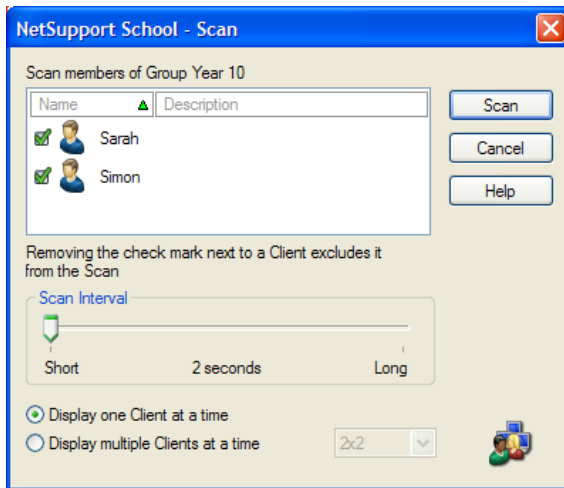 NetSupport School - Scan
Scan members of Group Year 10
Name Description
Scan
Sarah
Cancel
Simon
Help
Removing the check mark next to a Client excludes it
from the Scan
Scan Interval
Short 2 seconds Long
Display one Client at a time
Display multiple Clients at a time 2x2